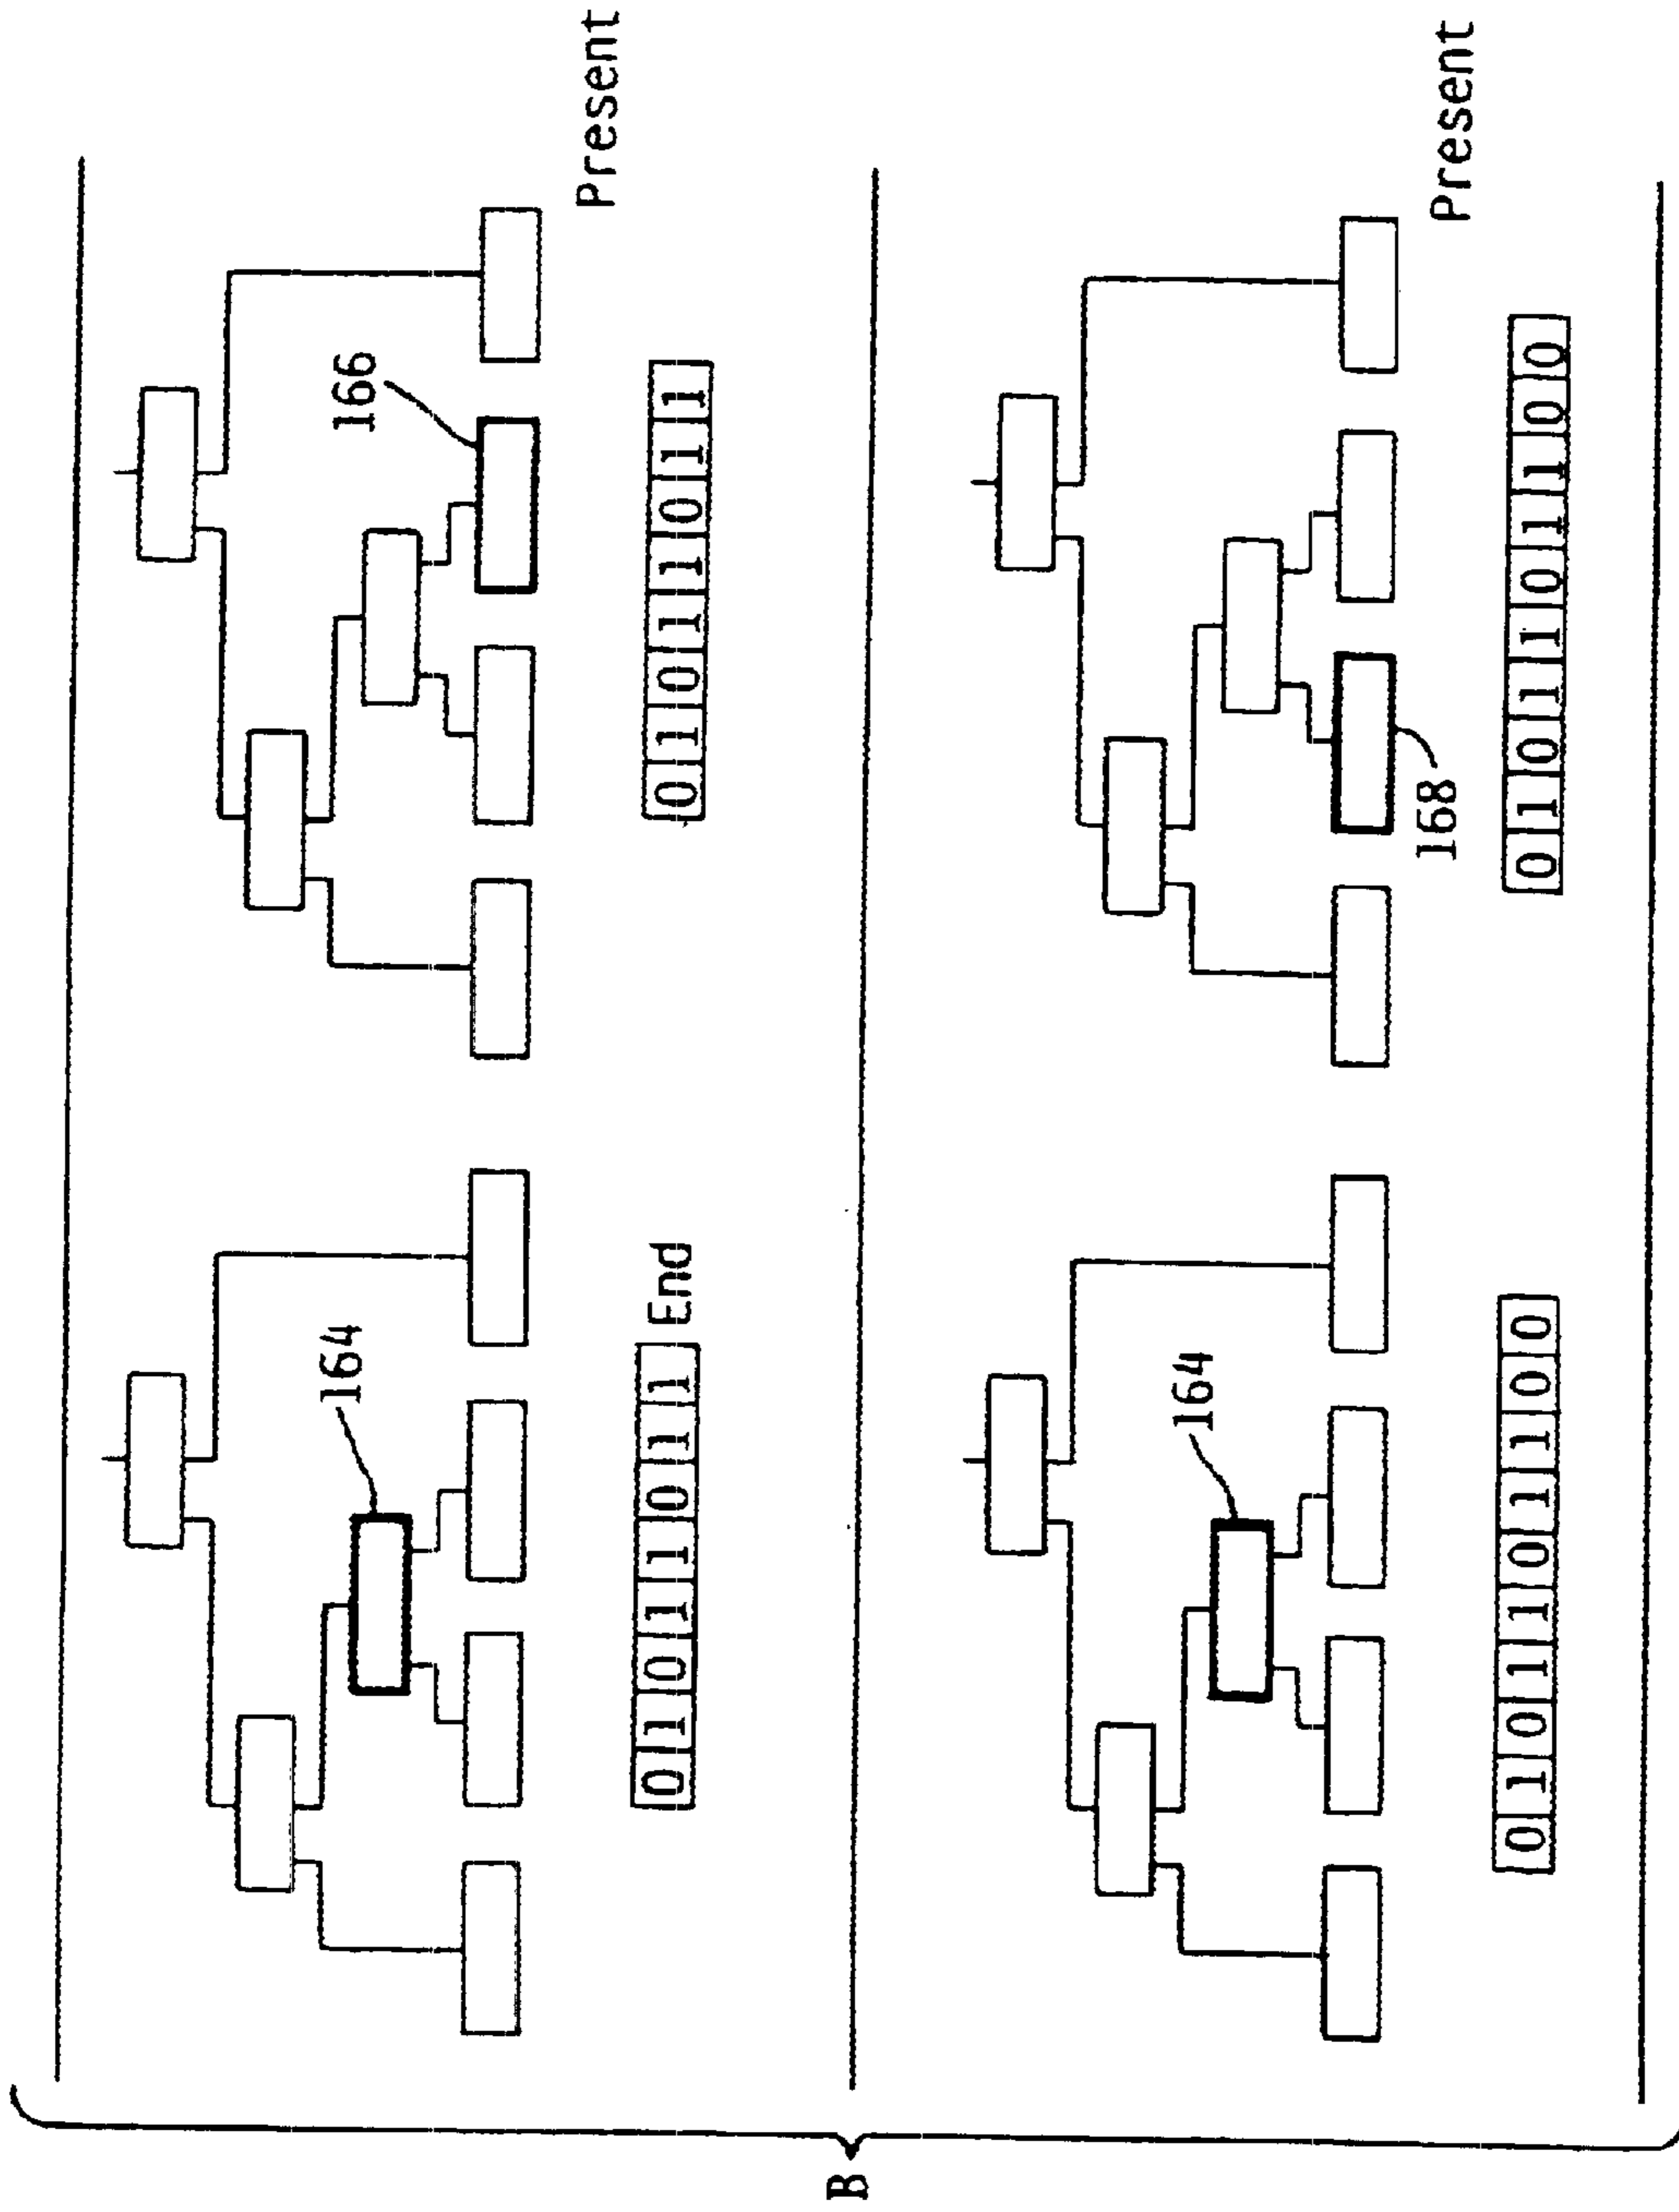 164
166
Present
0 1 0 1 1 0 1 1 End
0 1 0 1 1 0 1 1
B
164
168
Present
0 1 0 1 1 0 1 1 0 0
0 1 0 1 1 0 1 1 0 0